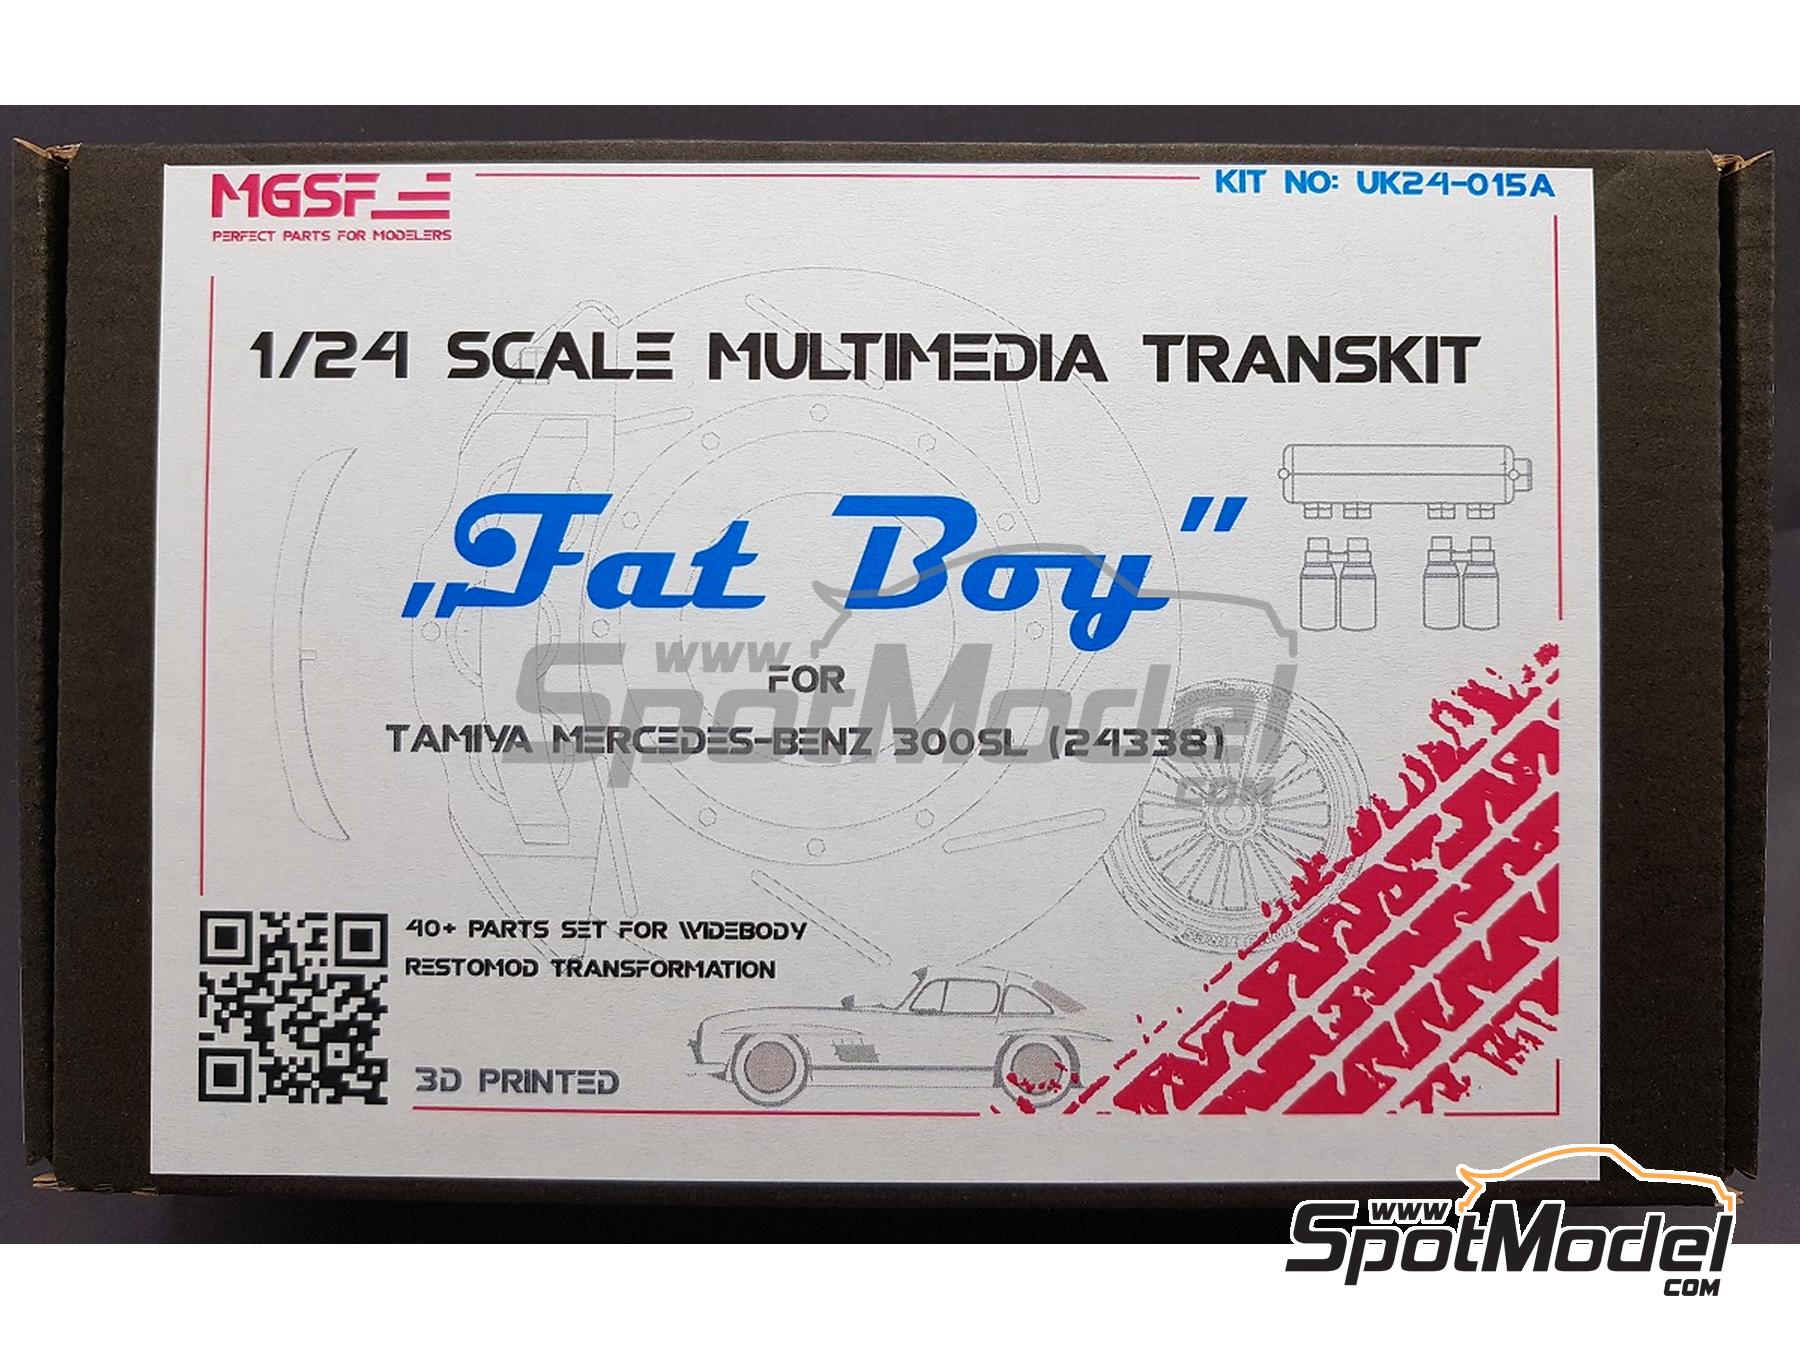 MGSF
KIT NO: UK24-015A
PERFECT PARTS FOR MODELERS
1/24 SCALE MULTIMEDIA TRANSKIT
„Fat Boy”
FOR
TAMIYA MERCEDES-BENZ 300SL (24338)
www
SpotModel
.COM
40+ PARTS SET FOR WIDEBODY
RESTOMOD TRANSFORMATION
3D PRINTED
www
SpotModel
.COM